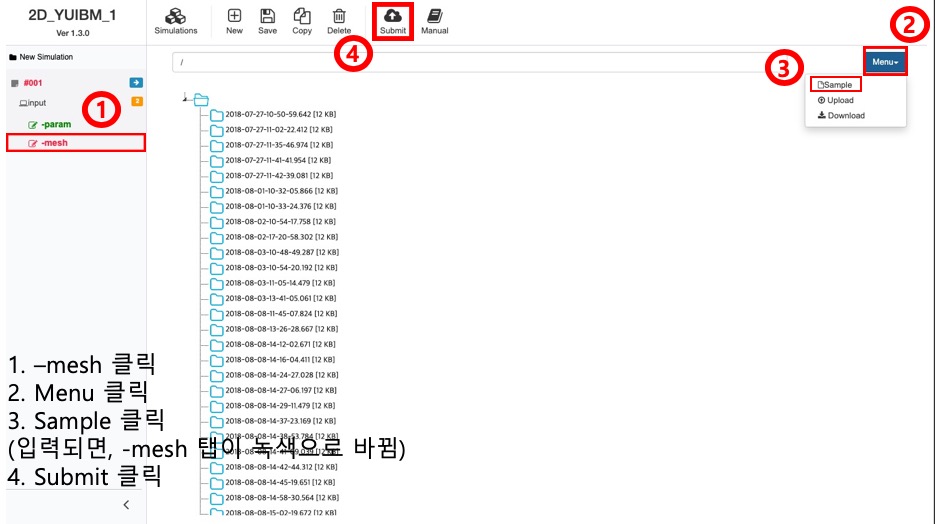 2D_YUIBM_1
Ver 1.3.0
Simulations
New
Save
Copy
Delete
Submit
Manual
New Simulation
/
Menu
#001
input
2
-param
-mesh
Sample
Upload
Download
1
2
3
4
2018-07-27-10-50-59.642 [12 KB]
2018-07-27-11-02-22.412 [12 KB]
2018-07-27-11-35-46.974 [12 KB]
2018-07-27-11-41-41.954 [12 KB]
2018-07-27-11-42-39.081 [12 KB]
2018-08-01-10-32-05.866 [12 KB]
2018-08-01-10-33-24.376 [12 KB]
2018-08-02-10-54-17.758 [12 KB]
2018-08-02-17-20-58.302 [12 KB]
2018-08-03-10-48-49.287 [12 KB]
2018-08-03-10-54-20.192 [12 KB]
2018-08-03-11-05-14.479 [12 KB]
2018-08-03-13-41-05.061 [12 KB]
2018-08-08-11-45-07.824 [12 KB]
2018-08-08-13-26-28.667 [12 KB]
2018-08-08-14-12-02.671 [12 KB]
2018-08-08-14-16-04.411 [12 KB]
2018-08-08-14-24-27.028 [12 KB]
2018-08-08-14-27-06.197 [12 KB]
2018-08-08-14-29-11.479 [12 KB]
2018-08-08-14-37-23.169 [12 KB]
2018-08-08-14-38-53.784 [12 KB]
2018-08-08-14-42-44.312 [12 KB]
2018-08-08-14-45-19.651 [12 KB]
2018-08-08-14-58-30.564 [12 KB]
2018-08-08-15-02-19.672 [12 KB]
1. –mesh 클릭
2. Menu 클릭
3. Sample 클릭
(입력되면, -mesh 탭이 녹색으로 바뀜)
4. Submit 클릭